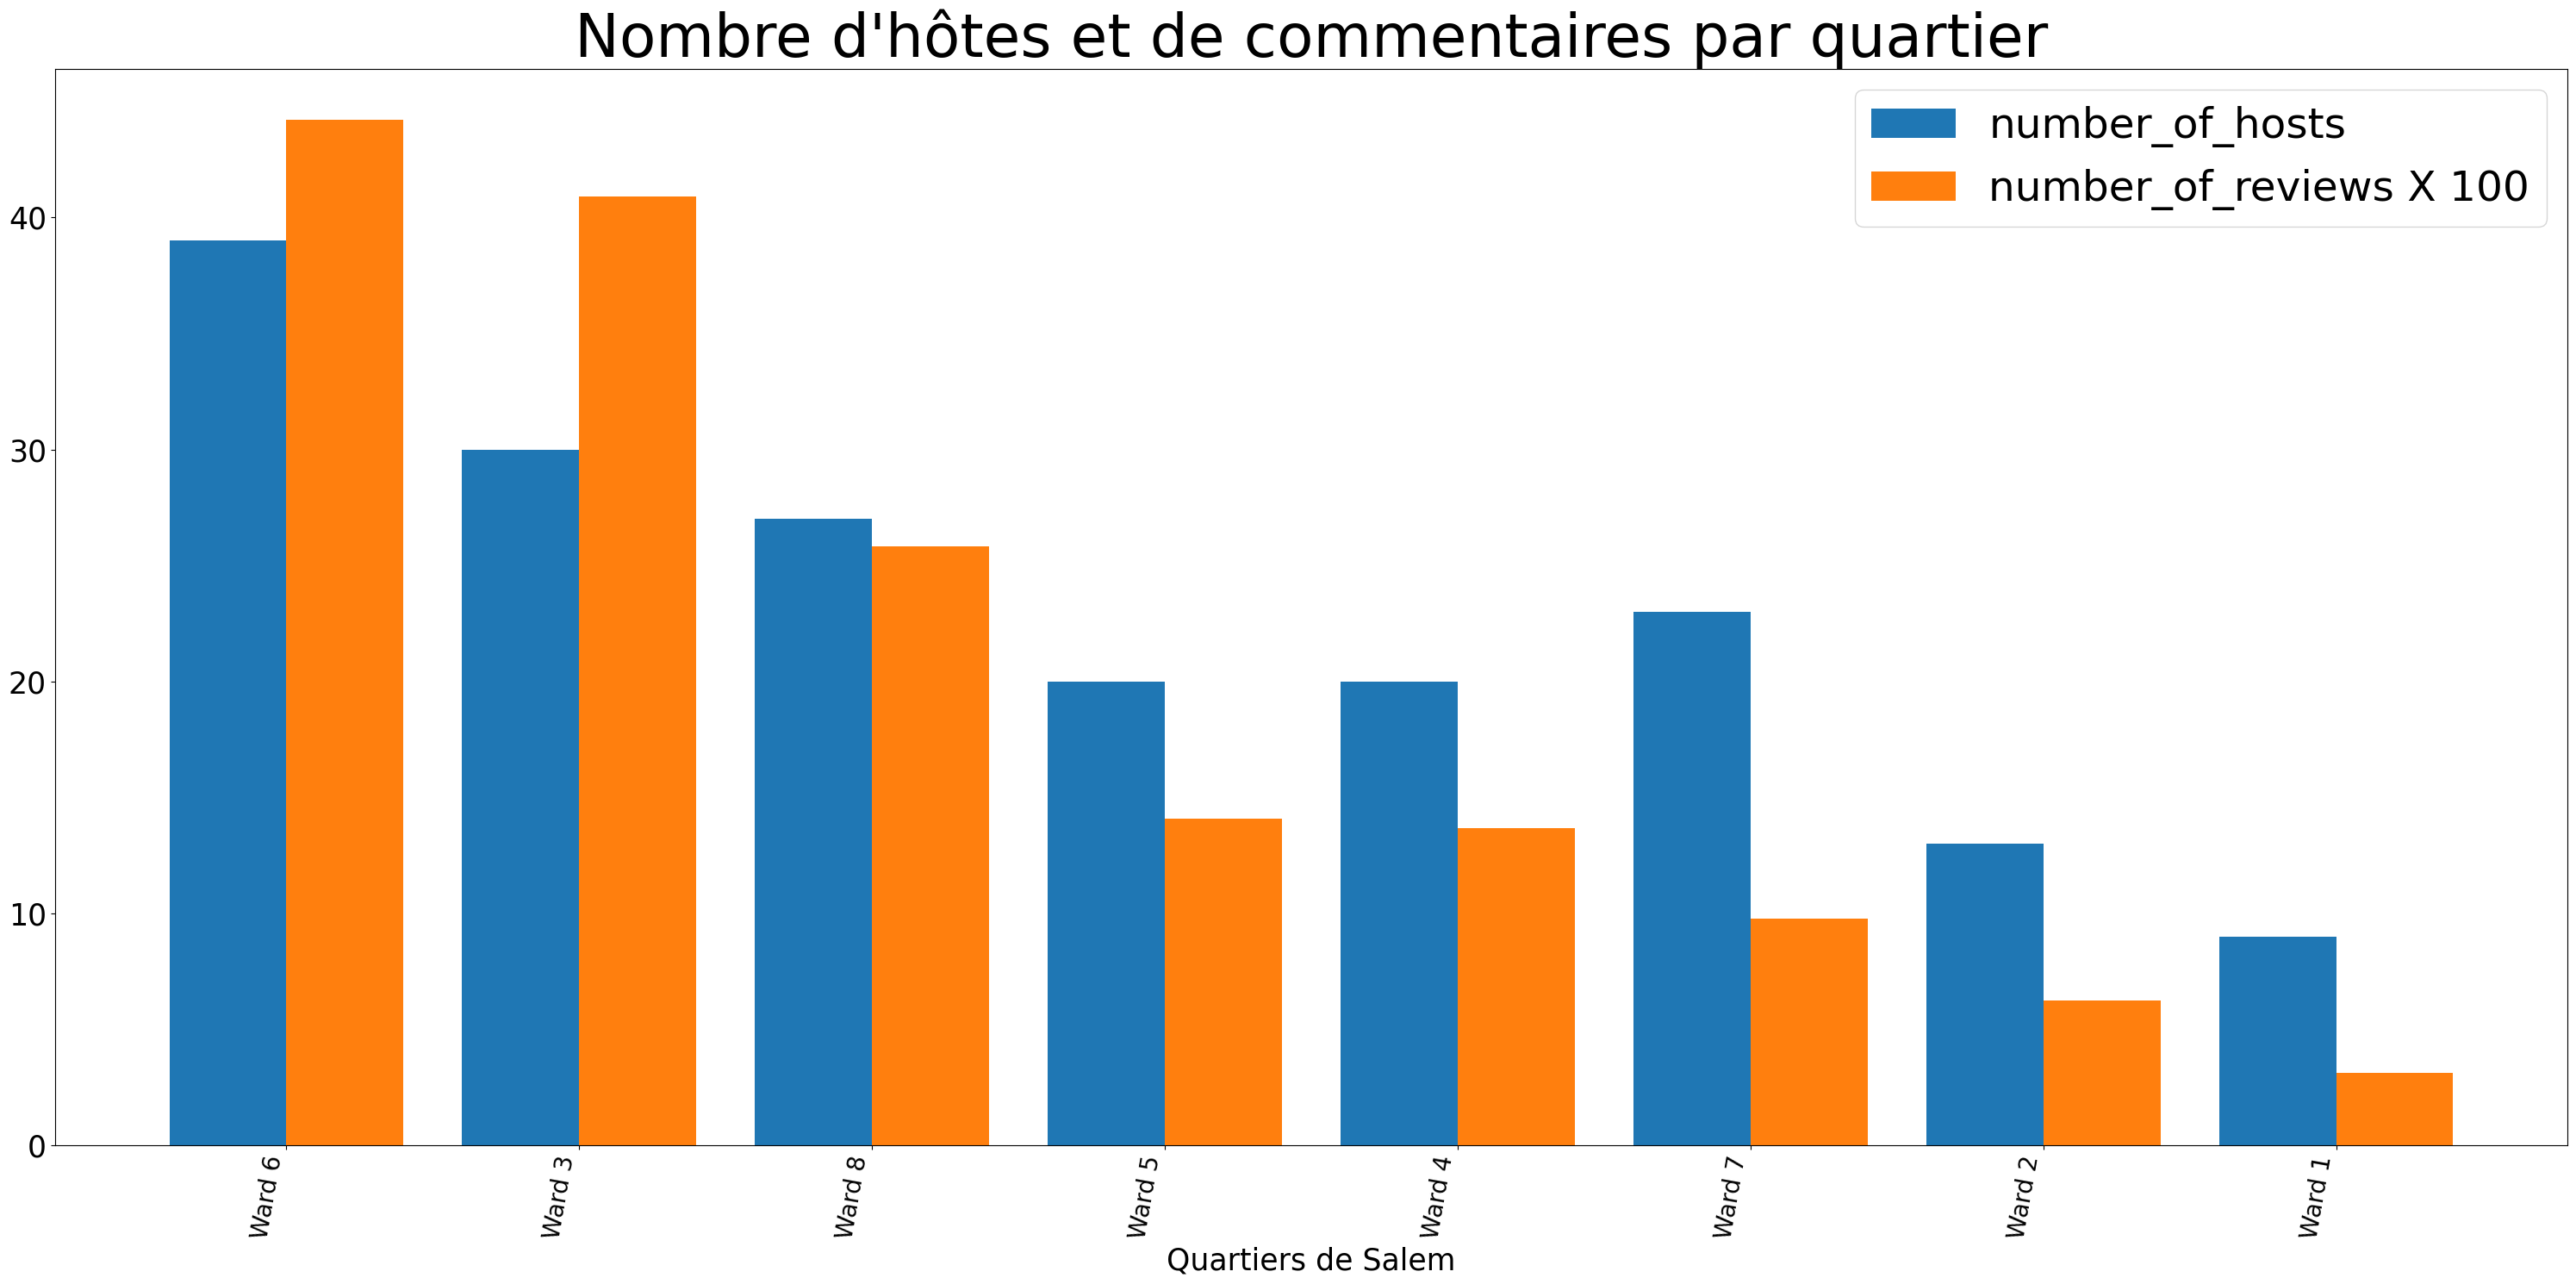 Nombre d'hôtes et de commentaires par quartier
number_of_hosts
number_of_reviews X 100
40
30
20
10
0
Ward 6
Ward 3
Ward 8
Ward 5
Ward 4
Ward 7
Ward 2
Ward 1
Quartiers de Salem